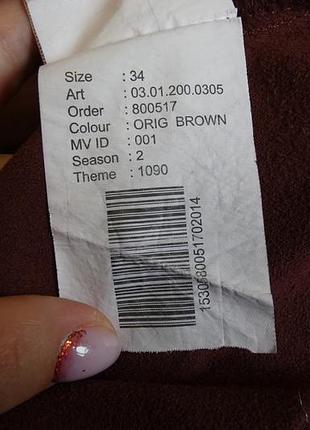 Size : 34
Art : 03.01.200.0305
Order : 800517
Colour : ORIG BROWN
MV ID : 001
Season : 2
Theme : 1090
1530680051702014